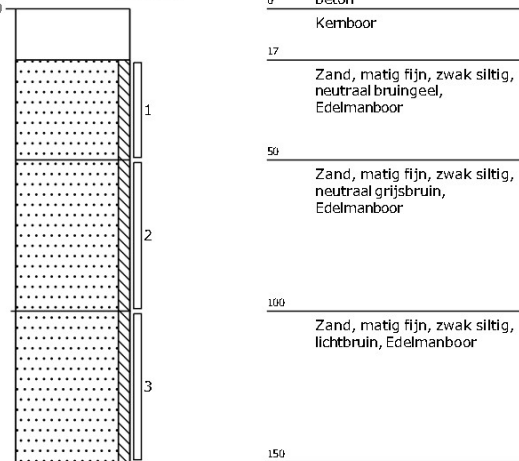 0
beton
Kernboor
17
Zand, matig fijn, zwak siltig,
neutraal bruingeel,
Edelmanboor
1
50
Zand, matig fijn, zwak siltig,
neutraal grijsbruin,
Edelmanboor
2
100
Zand, matig fijn, zwak siltig,
lichtbruin, Edelmanboor
3
150